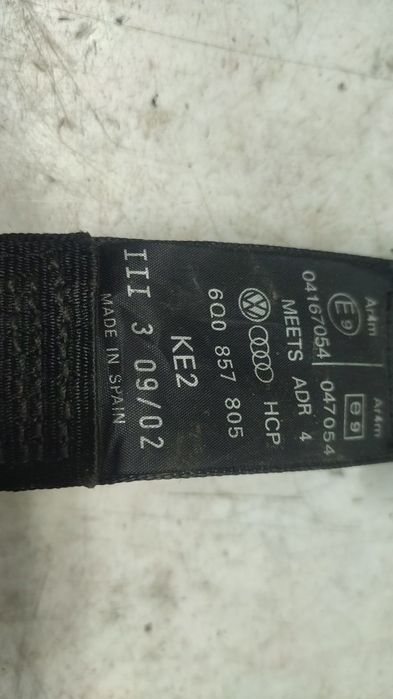 Ar4m Ar4m
E9 e9
04167054 047054
MEETS ADR 4
HCP
6Q0 857 805
KE2
III 3 09/02
MADE IN SPAIN